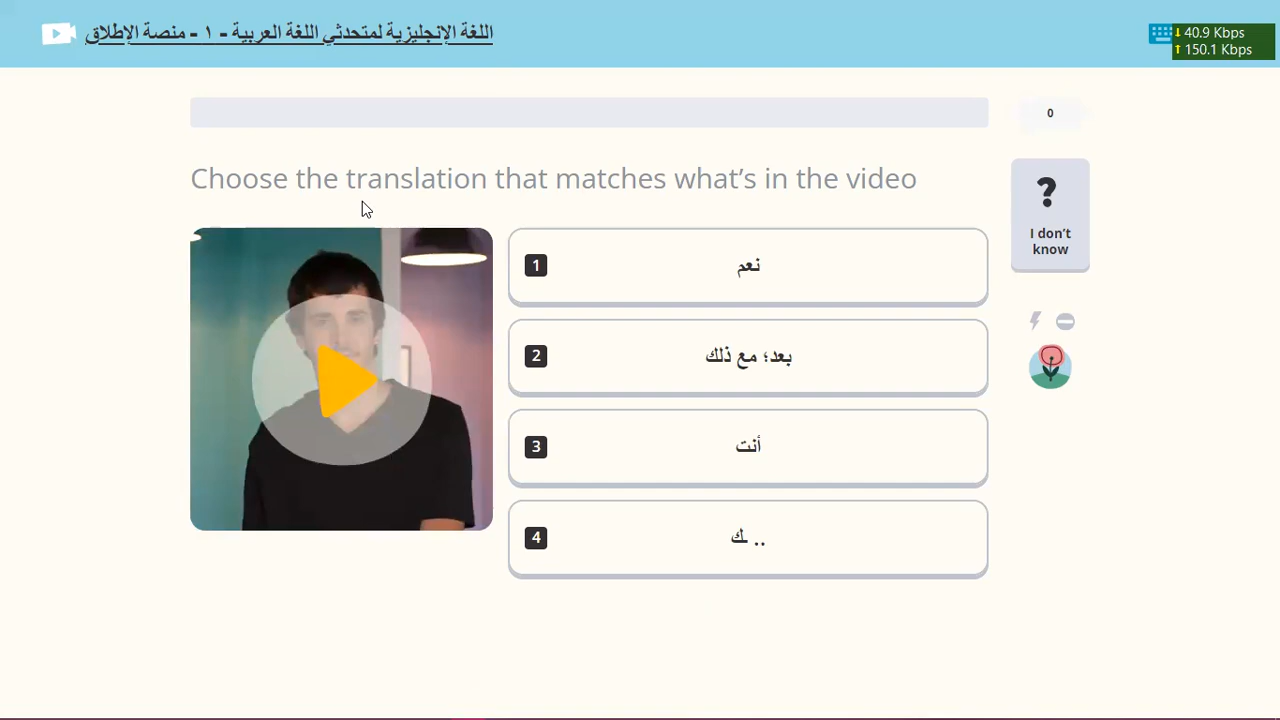 اللغة الإنجليزية لمتحدثي اللغة العربية - ١ - منصة الإطلاق
↓ 40.9 Kbps
↑ 150.1 Kbps
0
Choose the translation that matches what's in the video
?
I don't
know
1 نعم
2 بعد؛ مع ذلك
3 أنت
4 .. ـك